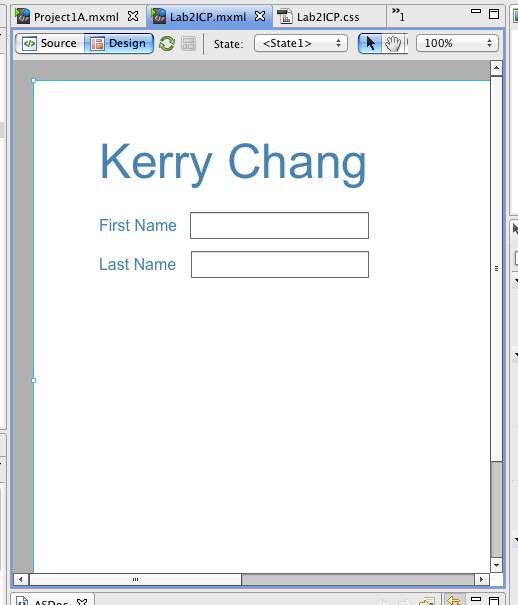 Project1A.mxml Lab2ICP.mxml Lab2ICP.css »1
Source Design State: <State1> 100%
Kerry Chang
First Name
Last Name
ASDoc